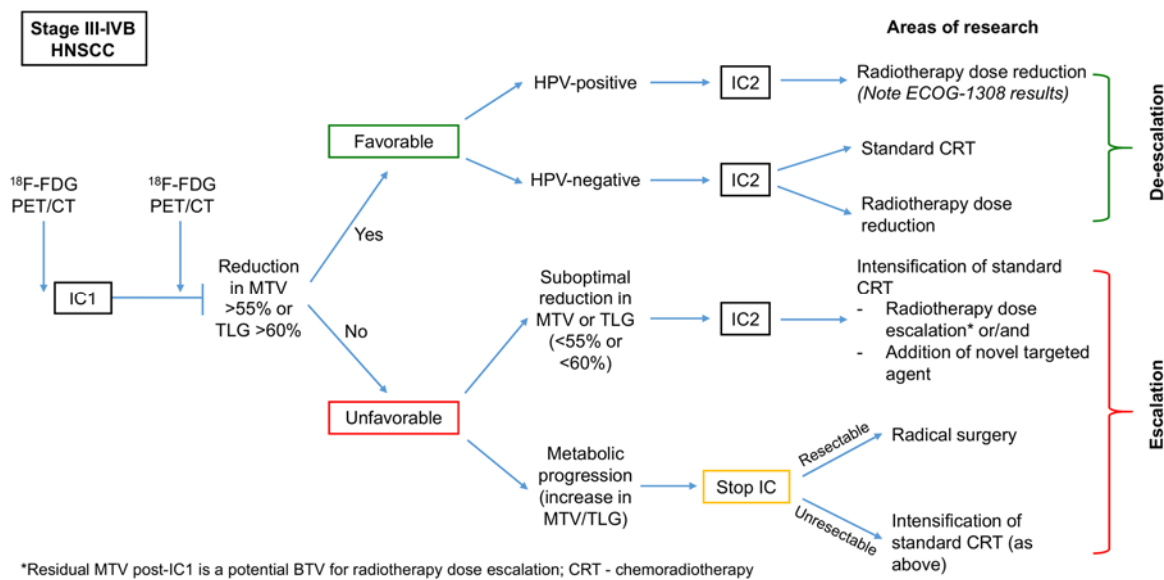 Stage III-IVB
HNSCC
Areas of research
18F-FDG
PET/CT
18F-FDG
PET/CT
IC1
Reduction
in MTV
>55% or
TLG >60%
Yes
No
Favorable
HPV-positive
IC2
Radiotherapy dose reduction
(Note ECOG-1308 results)
HPV-negative
IC2
Standard CRT
Radiotherapy dose
reduction
De-escalation
Unfavorable
Suboptimal
reduction in
MTV or TLG
(<55% or
<60%)
IC2
Intensification of standard
CRT
- Radiotherapy dose
escalation* or/and
- Addition of novel targeted
agent
Metabolic
progression
(increase in
MTV/TLG)
Stop IC
Resectable
Radical surgery
Unresectable
Intensification of
standard CRT (as
above)
Escalation
*Residual MTV post-IC1 is a potential BTV for radiotherapy dose escalation; CRT - chemoradiotherapy